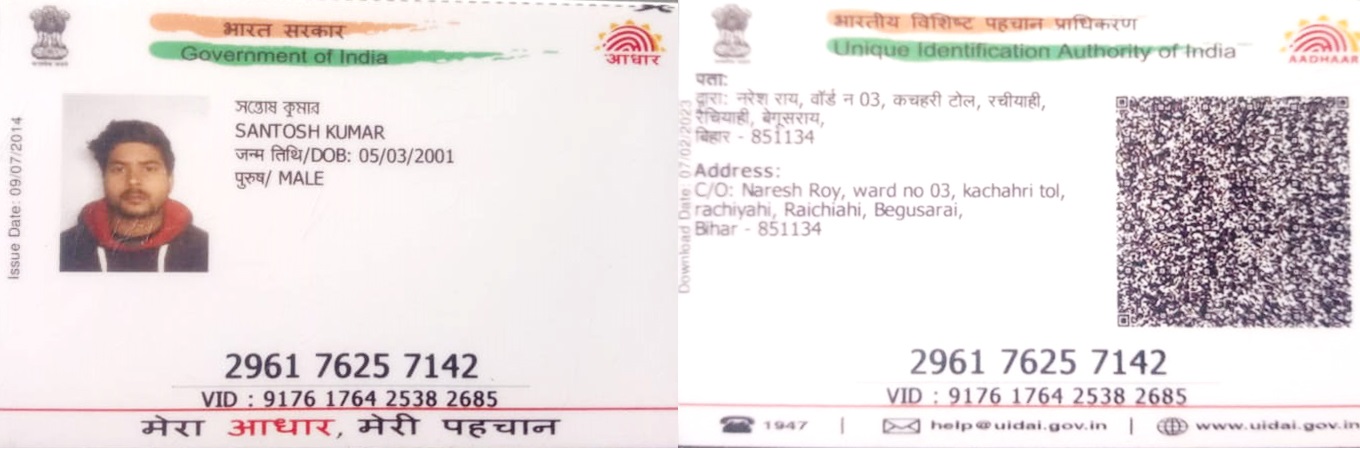 भारत सरकार
Government of India
आधार
Issue Date: 09/07/2014
সন্তোষ কুমার
SANTOSH KUMAR
जन्म तिथि/DOB: 05/03/2001
पुरुष/ MALE
2961 7625 7142
VID : 9176 1764 2538 2685
मेरा आधार, मेरी पहचान
भारतीय विशिष्ट पहचान प्राधिकरण
Unique Identification Authority of India
AADHAAR
Download Date: 07/02/2023
पता:
द्वारा: नरेश राय, वॉर्ड न 03, कचहरी टोल, रचीयाही,
रैचियाही, बेगूसराय,
बिहार - 851134
Address:
C/O: Naresh Roy, ward no 03, kachahri tol,
rachiyahi, Raichiahi, Begusarai,
Bihar - 851134
2961 7625 7142
VID : 9176 1764 2538 2685
1947 | help@uidai.gov.in | www.uidai.gov.in